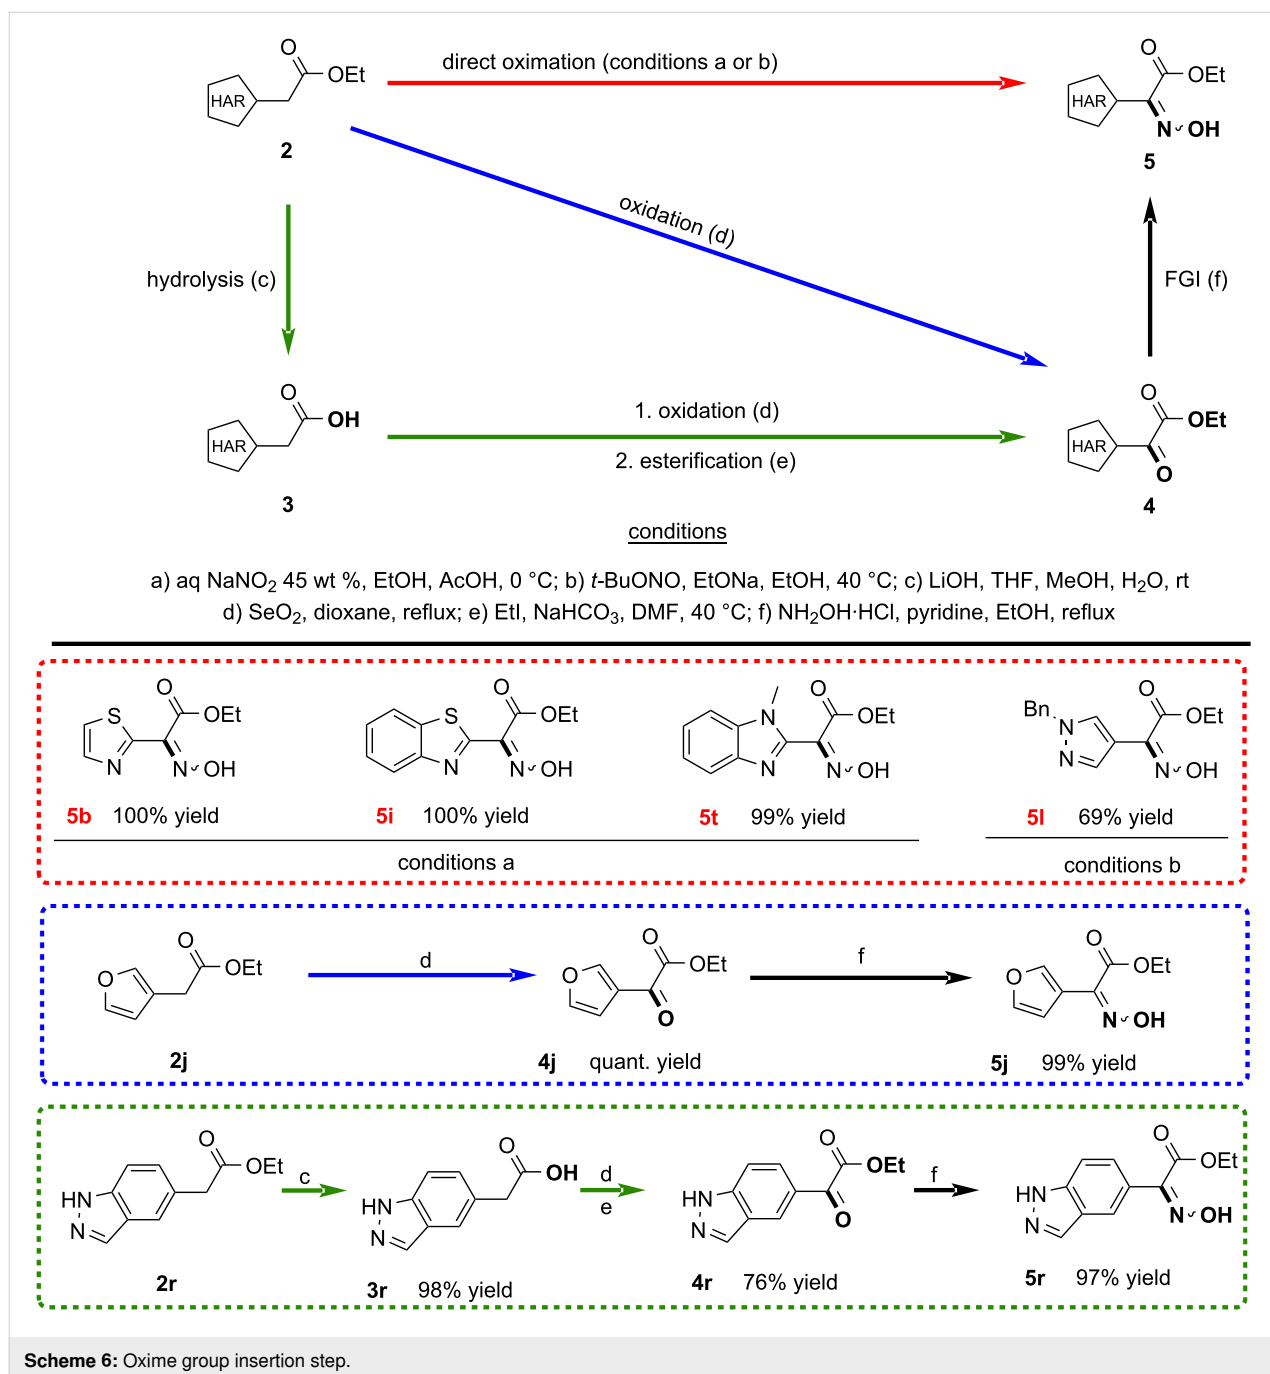 O
OEt
HAR
2
direct oximation (conditions a or b)
O
OEt
HAR
N OH
5
oxidation (d)
hydrolysis (c)
FGI (f)
O
OH
HAR
3
1. oxidation (d)
2. esterification (e)
O
OEt
HAR
O
4
conditions
a) aq NaNO2 45 wt %, EtOH, AcOH, 0 °C; b) t-BuONO, EtONa, EtOH, 40 °C; c) LiOH, THF, MeOH, H2O, rt
d) SeO2, dioxane, reflux; e) EtI, NaHCO3, DMF, 40 °C; f) NH2OH·HCl, pyridine, EtOH, reflux
O
S
OEt
N
N OH
5b 100% yield
O
S
OEt
N
N OH
5i 100% yield
O
N
OEt
N
N OH
5t 99% yield
O
Bn
N
OEt
N
N OH
5l 69% yield
conditions a
conditions b
O
OEt
O
2j
d
O
OEt
O
O
4j quant. yield
f
O
OEt
O
N OH
5j 99% yield
O
OEt
HN
N
2r
c
O
OH
HN
N
3r 98% yield
d
e
O
OEt
HN
N
O
4r 76% yield
f
O
OEt
HN
N
N OH
5r 97% yield
Scheme 6: Oxime group insertion step.